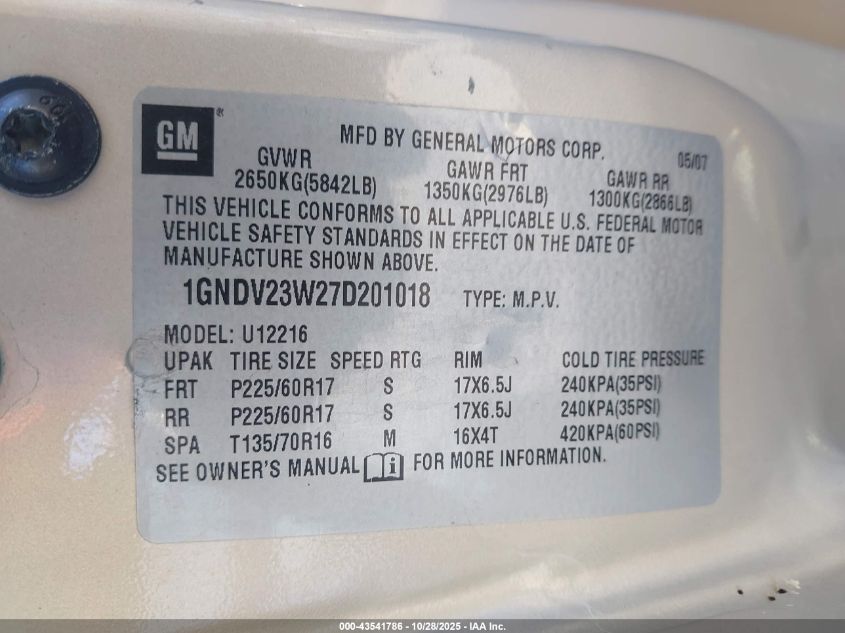 GM
MFD BY GENERAL MOTORS CORP. 05/07
GVWR GAWR FRT GAWR RR
2650KG(5842LB) 1350KG(2976LB) 1300KG(2866LB)
THIS VEHICLE CONFORMS TO ALL APPLICABLE U.S. FEDERAL MOTOR
VEHICLE SAFETY STANDARDS IN EFFECT ON THE DATE OF
MANUFACTURE SHOWN ABOVE.
1GNDV23W27D201018 TYPE: M.P.V.
MODEL: U12216
UPAK TIRE SIZE SPEED RTG RIM COLD TIRE PRESSURE
FRT P225/60R17 S 17X6.5J 240KPA(35PSI)
RR P225/60R17 S 17X6.5J 240KPA(35PSI)
SPA T135/70R16 M 16X4T 420KPA(60PSI)
SEE OWNER'S MANUAL i FOR MORE INFORMATION.
000-43541786 - 10/28/2025 - IAA Inc.